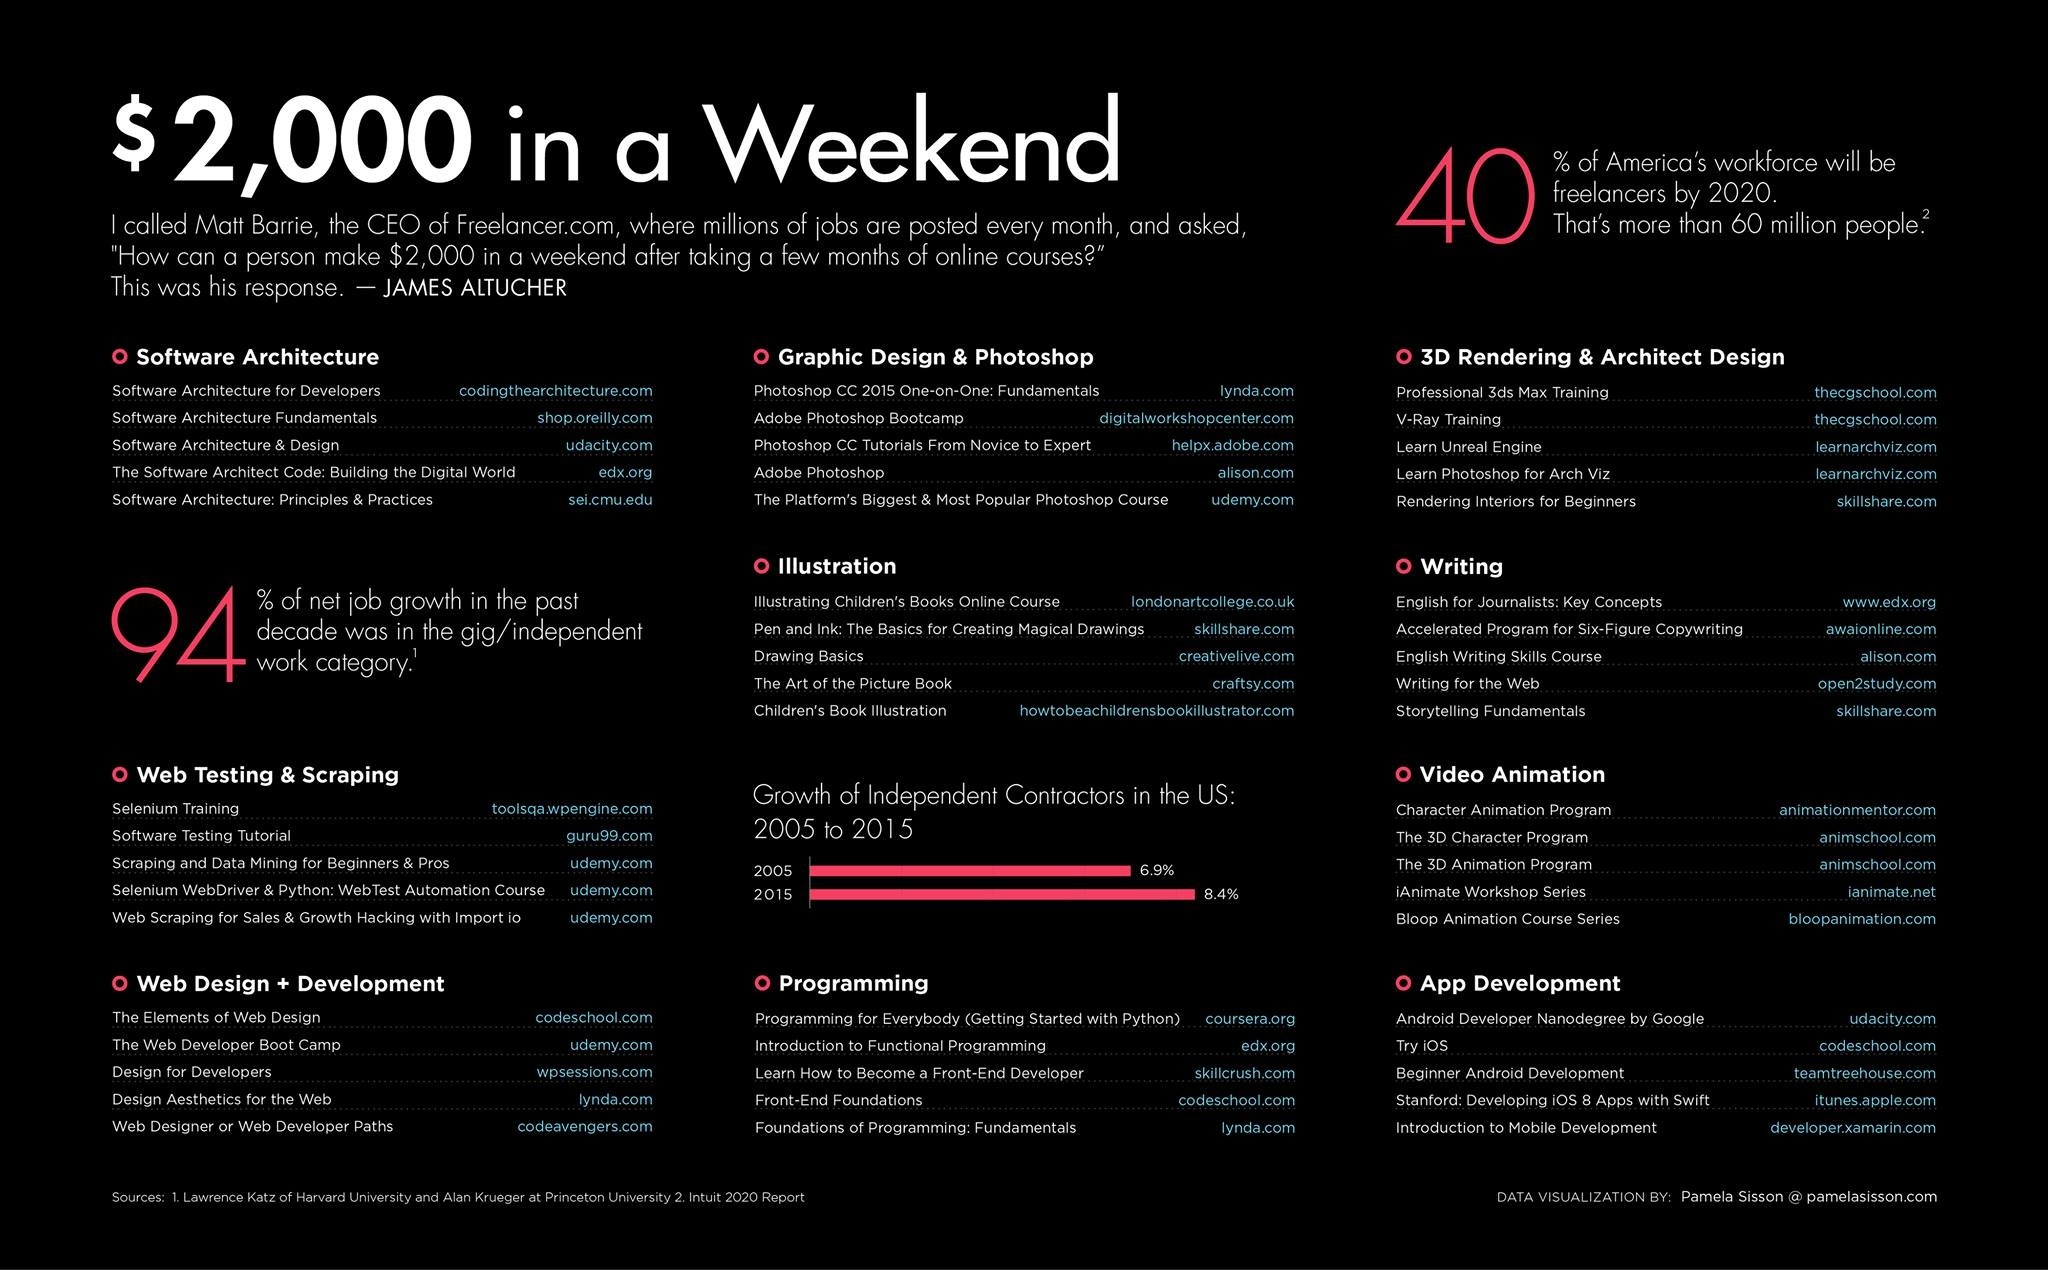 $2,000 in a Weekend
I called Matt Barrie, the CEO of Freelancer.com, where millions of jobs are posted every month, and asked,
"How can a person make $2,000 in a weekend after taking a few months of online courses?”
This was his response. — JAMES ALTUCHER
40
% of America’s workforce will be
freelancers by 2020.
That’s more than 60 million people.2
Software Architecture
Software Architecture for Developers codingthearchitecture.com
Software Architecture Fundamentals shop.oreilly.com
Software Architecture & Design udacity.com
The Software Architect Code: Building the Digital World edx.org
Software Architecture: Principles & Practices sei.cmu.edu
94
% of net job growth in the past
decade was in the gig/independent
work category.1
Web Testing & Scraping
Selenium Training toolsqa.wpengine.com
Software Testing Tutorial guru99.com
Scraping and Data Mining for Beginners & Pros udemy.com
Selenium WebDriver & Python: WebTest Automation Course udemy.com
Web Scraping for Sales & Growth Hacking with Import io udemy.com
Web Design + Development
The Elements of Web Design codeschool.com
The Web Developer Boot Camp udemy.com
Design for Developers wpsessions.com
Design Aesthetics for the Web lynda.com
Web Designer or Web Developer Paths codeavengers.com
Graphic Design & Photoshop
Photoshop CC 2015 One-on-One: Fundamentals lynda.com
Adobe Photoshop Bootcamp digitalworkshopcenter.com
Photoshop CC Tutorials From Novice to Expert helpx.adobe.com
Adobe Photoshop alison.com
The Platform's Biggest & Most Popular Photoshop Course udemy.com
Illustration
Illustrating Children's Books Online Course londonartcollege.co.uk
Pen and Ink: The Basics for Creating Magical Drawings skillshare.com
Drawing Basics creativelive.com
The Art of the Picture Book craftsy.com
Children's Book Illustration howtobeachildrensbookillustrator.com
Growth of Independent Contractors in the US:
2005 to 2015
2005 6.9%
2015 8.4%
Programming
Programming for Everybody (Getting Started with Python) coursera.org
Introduction to Functional Programming edx.org
Learn How to Become a Front-End Developer skillcrush.com
Front-End Foundations codeschool.com
Foundations of Programming: Fundamentals lynda.com
3D Rendering & Architect Design
Professional 3ds Max Training thecgschool.com
V-Ray Training thecgschool.com
Learn Unreal Engine learnarchviz.com
Learn Photoshop for Arch Viz learnarchviz.com
Rendering Interiors for Beginners skillshare.com
Writing
English for Journalists: Key Concepts www.edx.org
Accelerated Program for Six-Figure Copywriting awaionline.com
English Writing Skills Course alison.com
Writing for the Web open2study.com
Storytelling Fundamentals skillshare.com
Video Animation
Character Animation Program animationmentor.com
The 3D Character Program animschool.com
The 3D Animation Program animschool.com
iAnimate Workshop Series ianimate.net
Bloop Animation Course Series bloopanimation.com
App Development
Android Developer Nanodegree by Google udacity.com
Try iOS codeschool.com
Beginner Android Development teamtreehouse.com
Stanford: Developing iOS 8 Apps with Swift itunes.apple.com
Introduction to Mobile Development developer.xamarin.com
Sources: 1. Lawrence Katz of Harvard University and Alan Krueger at Princeton University 2. Intuit 2020 Report
DATA VISUALIZATION BY: Pamela Sisson @ pamelasisson.com